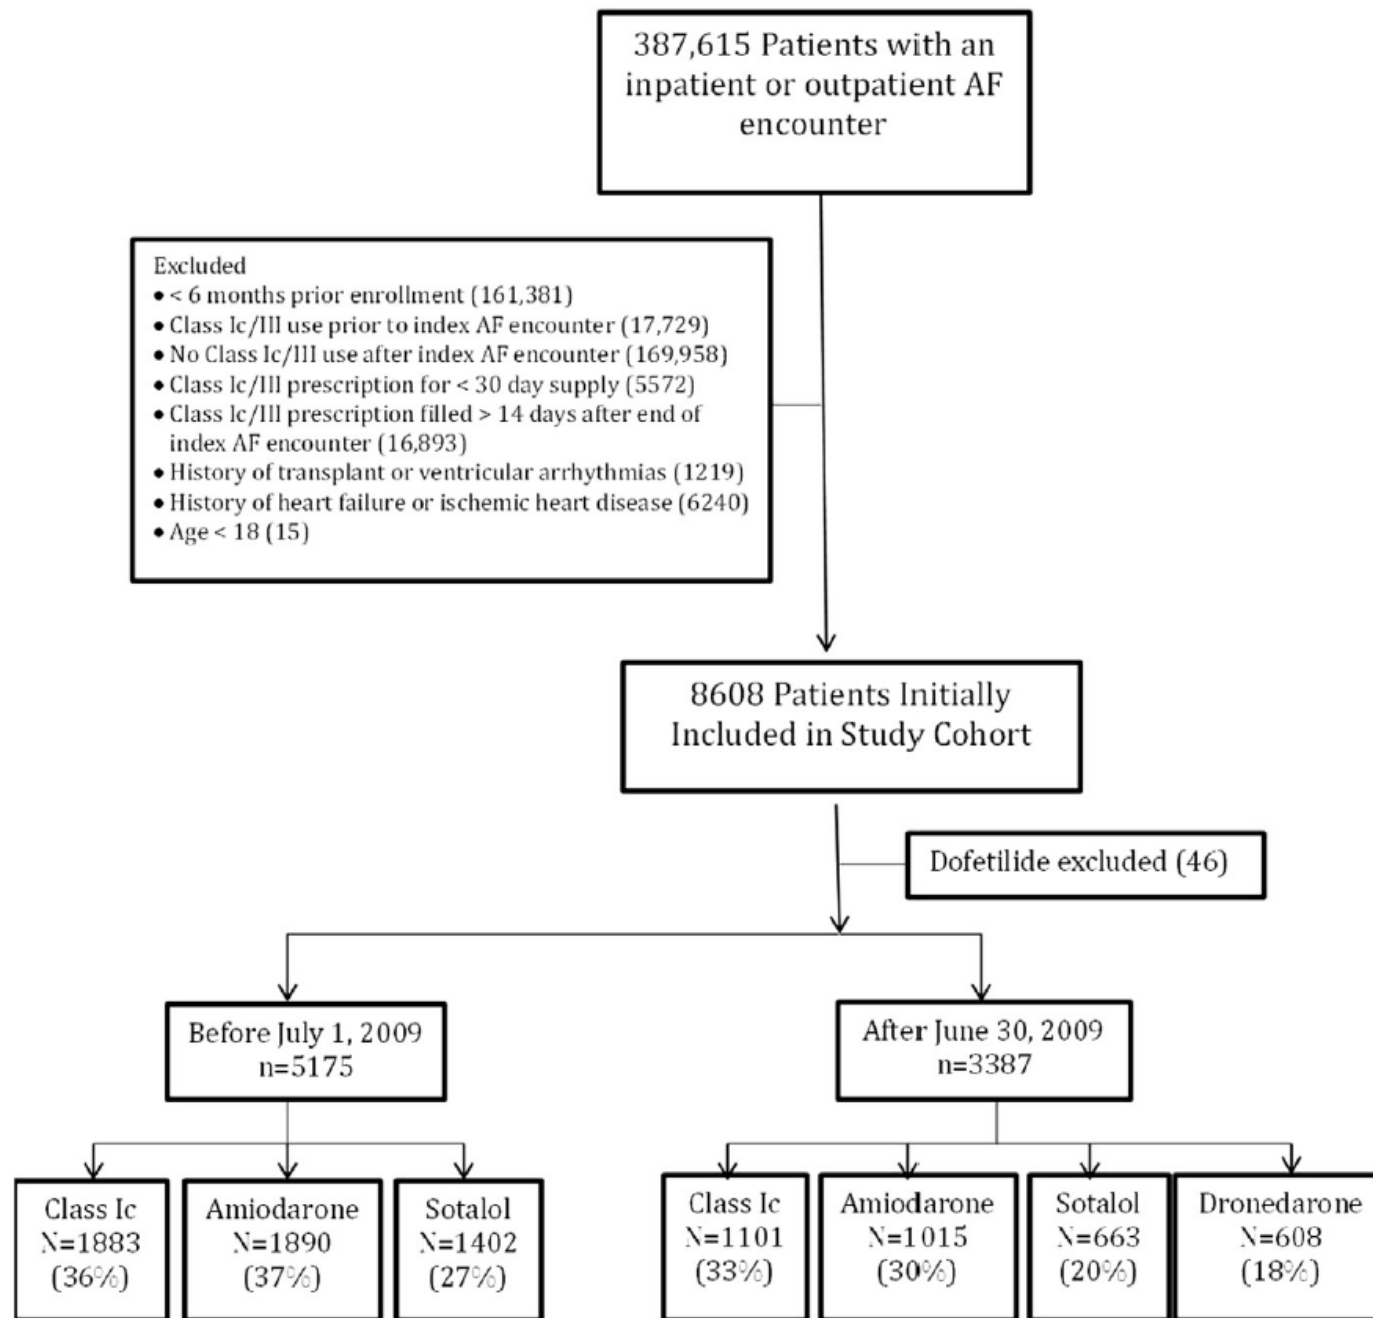 387,615 Patients with an
inpatient or outpatient AF
encounter
Excluded
• < 6 months prior enrollment (161,381)
• Class Ic/III use prior to index AF encounter (17,729)
• No Class Ic/III use after index AF encounter (169,958)
• Class Ic/III prescription for < 30 day supply (5572)
• Class Ic/III prescription filled > 14 days after end of
index AF encounter (16,893)
• History of transplant or ventricular arrhythmias (1219)
• History of heart failure or ischemic heart disease (6240)
• Age < 18 (15)
8608 Patients Initially
Included in Study Cohort
Dofetilide excluded (46)
Before July 1, 2009
n=5175
After June 30, 2009
n=3387
Class Ic
N=1883
(36%)
Amiodarone
N=1890
(37%)
Sotalol
N=1402
(27%)
Class Ic
N=1101
(33%)
Amiodarone
N=1015
(30%)
Sotalol
N=663
(20%)
Dronedarone
N=608
(18%)